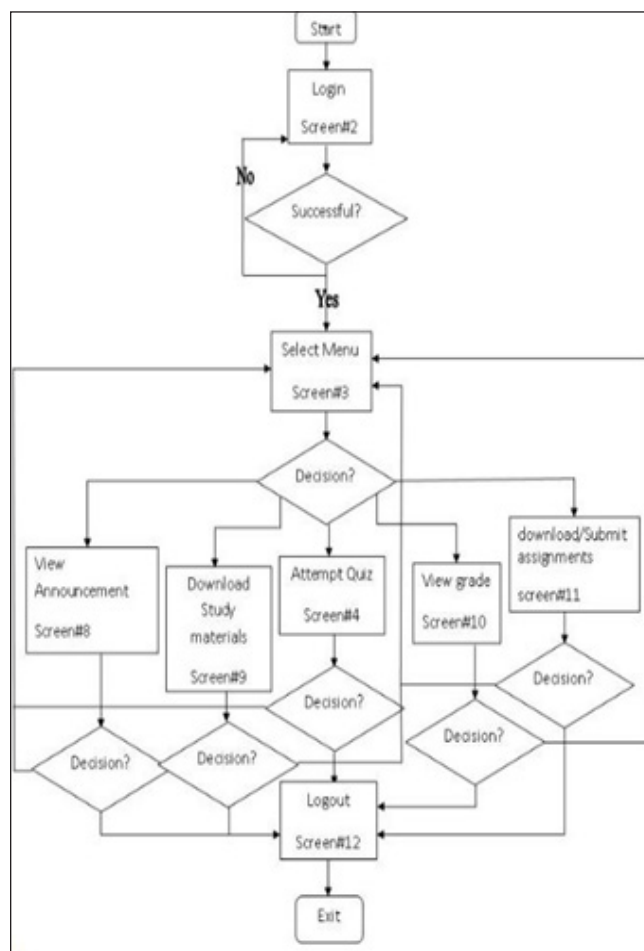 Start
Login
Screen#2
No
Successful?
Yes
Select Menu
Screen#3
Decision?
View
Announcement
Screen#8
Download
Study
materials
Screen#9
Attempt Quiz
Screen#4
View grade
Screen#10
download/Submit
assignments
screen#11
Decision?
Decision?
Decision?
Decision?
Decision?
Logout
Screen#12
Exit